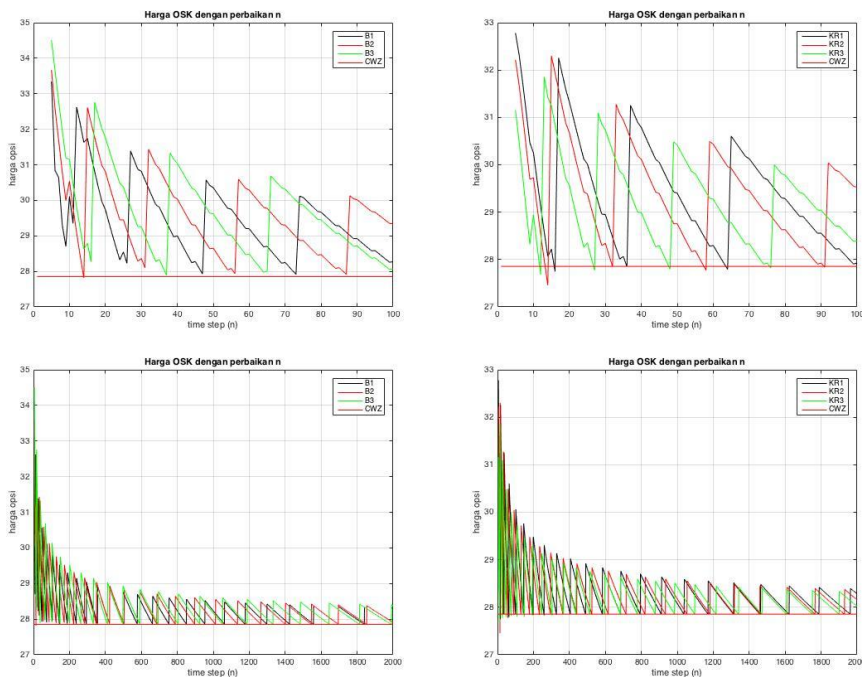 Harga OSK dengan perbaikan n
35
34
33
32
31
30
29
28
27
harga opsi
0 10 20 30 40 50 60 70 80 90 100
time step (n)
B1
B2
B3
CWZ
Harga OSK dengan perbaikan n
33
32
31
30
29
28
27
harga opsi
0 10 20 30 40 50 60 70 80 90 100
time step (n)
KR1
KR2
KR3
CWZ
Harga OSK dengan perbaikan n
35
34
33
32
31
30
29
28
27
harga opsi
0 200 400 600 800 1000 1200 1400 1600 1800 2000
time step (n)
B1
B2
B3
CWZ
Harga OSK dengan perbaikan n
33
32
31
30
29
28
27
harga opsi
0 200 400 600 800 1000 1200 1400 1600 1800 2000
time step (n)
KR1
KR2
KR3
CWZ